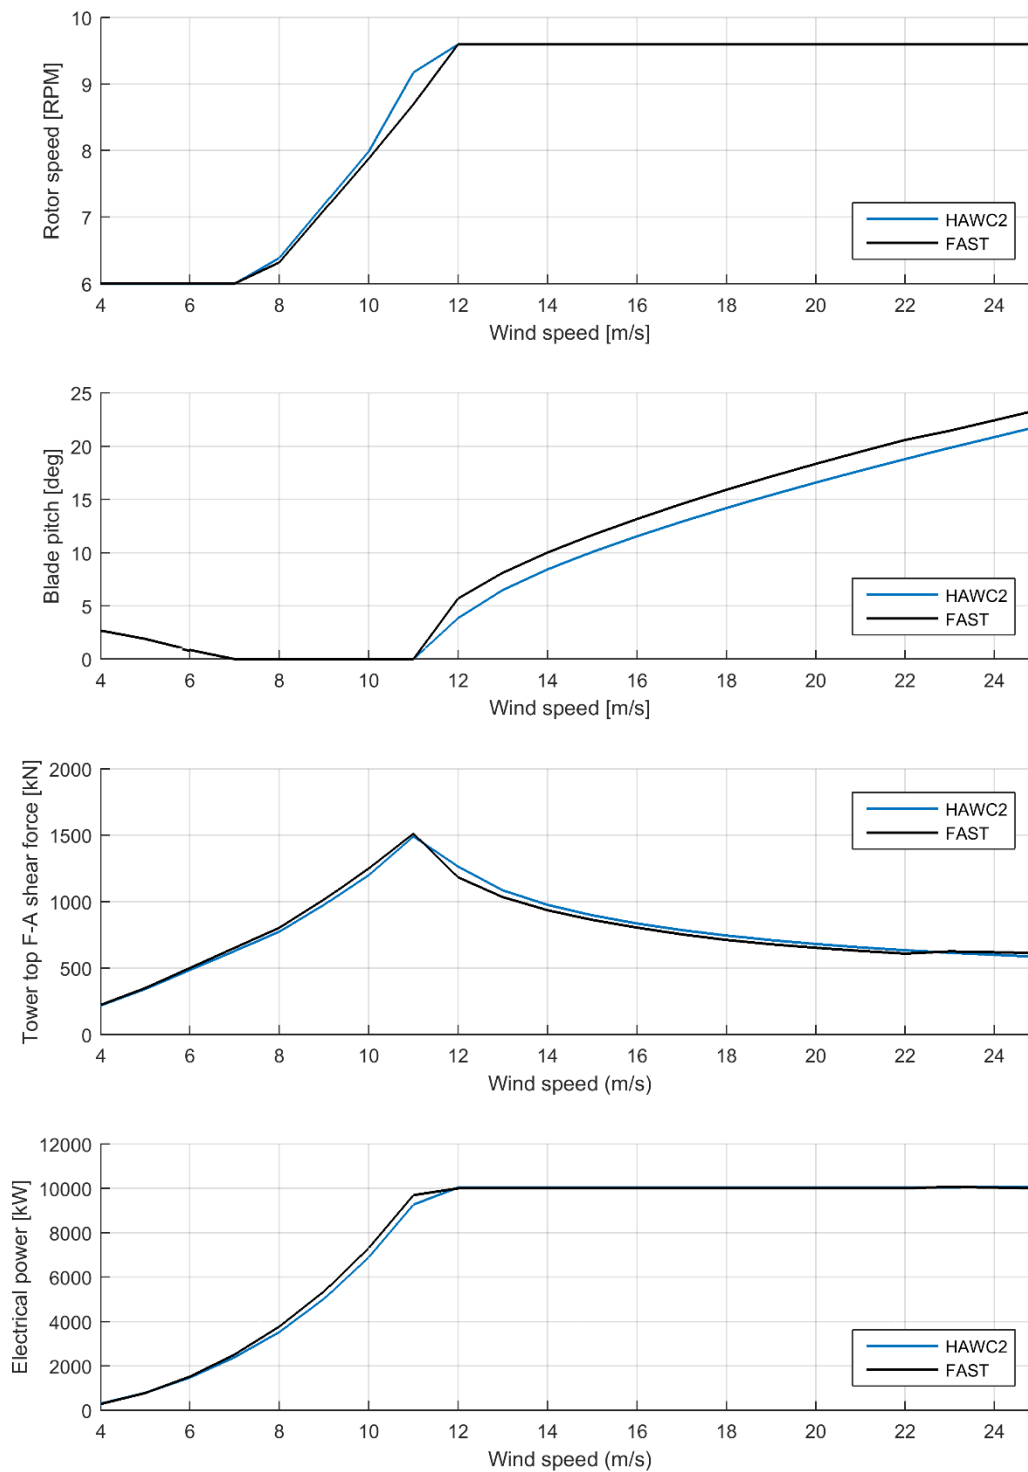 10
9
8
7
6
Rotor speed [RPM]
HAWC2
FAST
4 6 8 10 12 14 16 18 20 22 24
Wind speed [m/s]
25
20
15
10
5
0
Blade pitch [deg]
HAWC2
FAST
4 6 8 10 12 14 16 18 20 22 24
Wind speed [m/s]
2000
1500
1000
500
0
Tower top F-A shear force [kN]
HAWC2
FAST
4 6 8 10 12 14 16 18 20 22 24
Wind speed (m/s)
12000
10000
8000
6000
4000
2000
0
Electrical power [kW]
HAWC2
FAST
4 6 8 10 12 14 16 18 20 22 24
Wind speed (m/s)